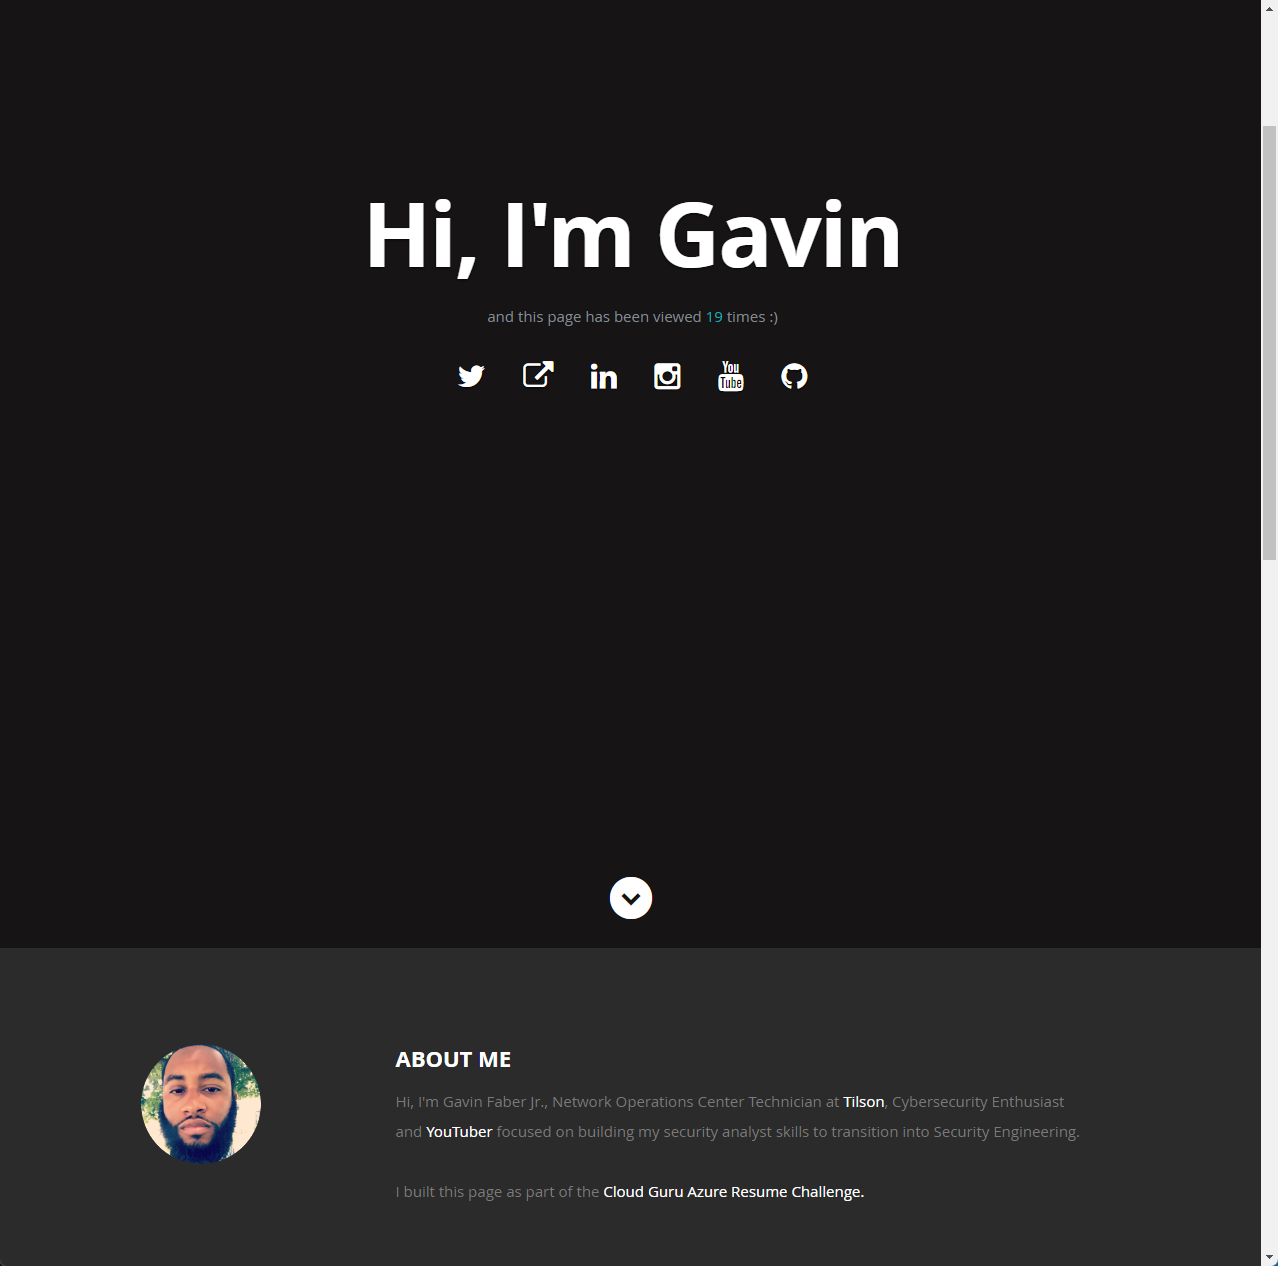 Hi, I'm Gavin
and this page has been viewed 19 times :)
You
Tube
ABOUT ME
Hi, I'm Gavin Faber Jr., Network Operations Center Technician at Tilson, Cybersecurity Enthusiast
and YouTuber focused on building my security analyst skills to transition into Security Engineering.
I built this page as part of the Cloud Guru Azure Resume Challenge.